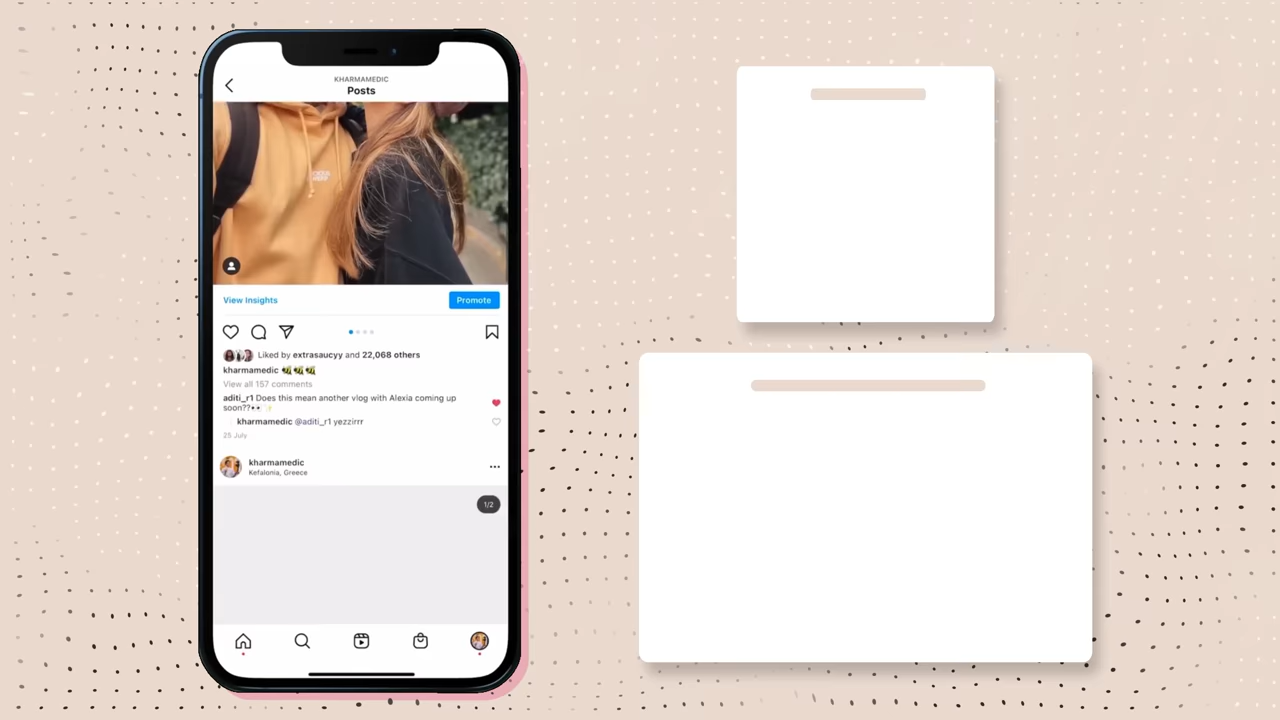 KHARMAMEDIC
Posts
View Insights
Promote
Liked by extrasaucyy and 22,068 others
kharmamedic 🐝🐝🐝
View all 157 comments
aditi_r1 Does this mean another vlog with Alexia coming up
soon??👀✨
kharmamedic @aditi_r1 yezzirrr
25 July
kharmamedic
Kefalonia, Greece
1/2